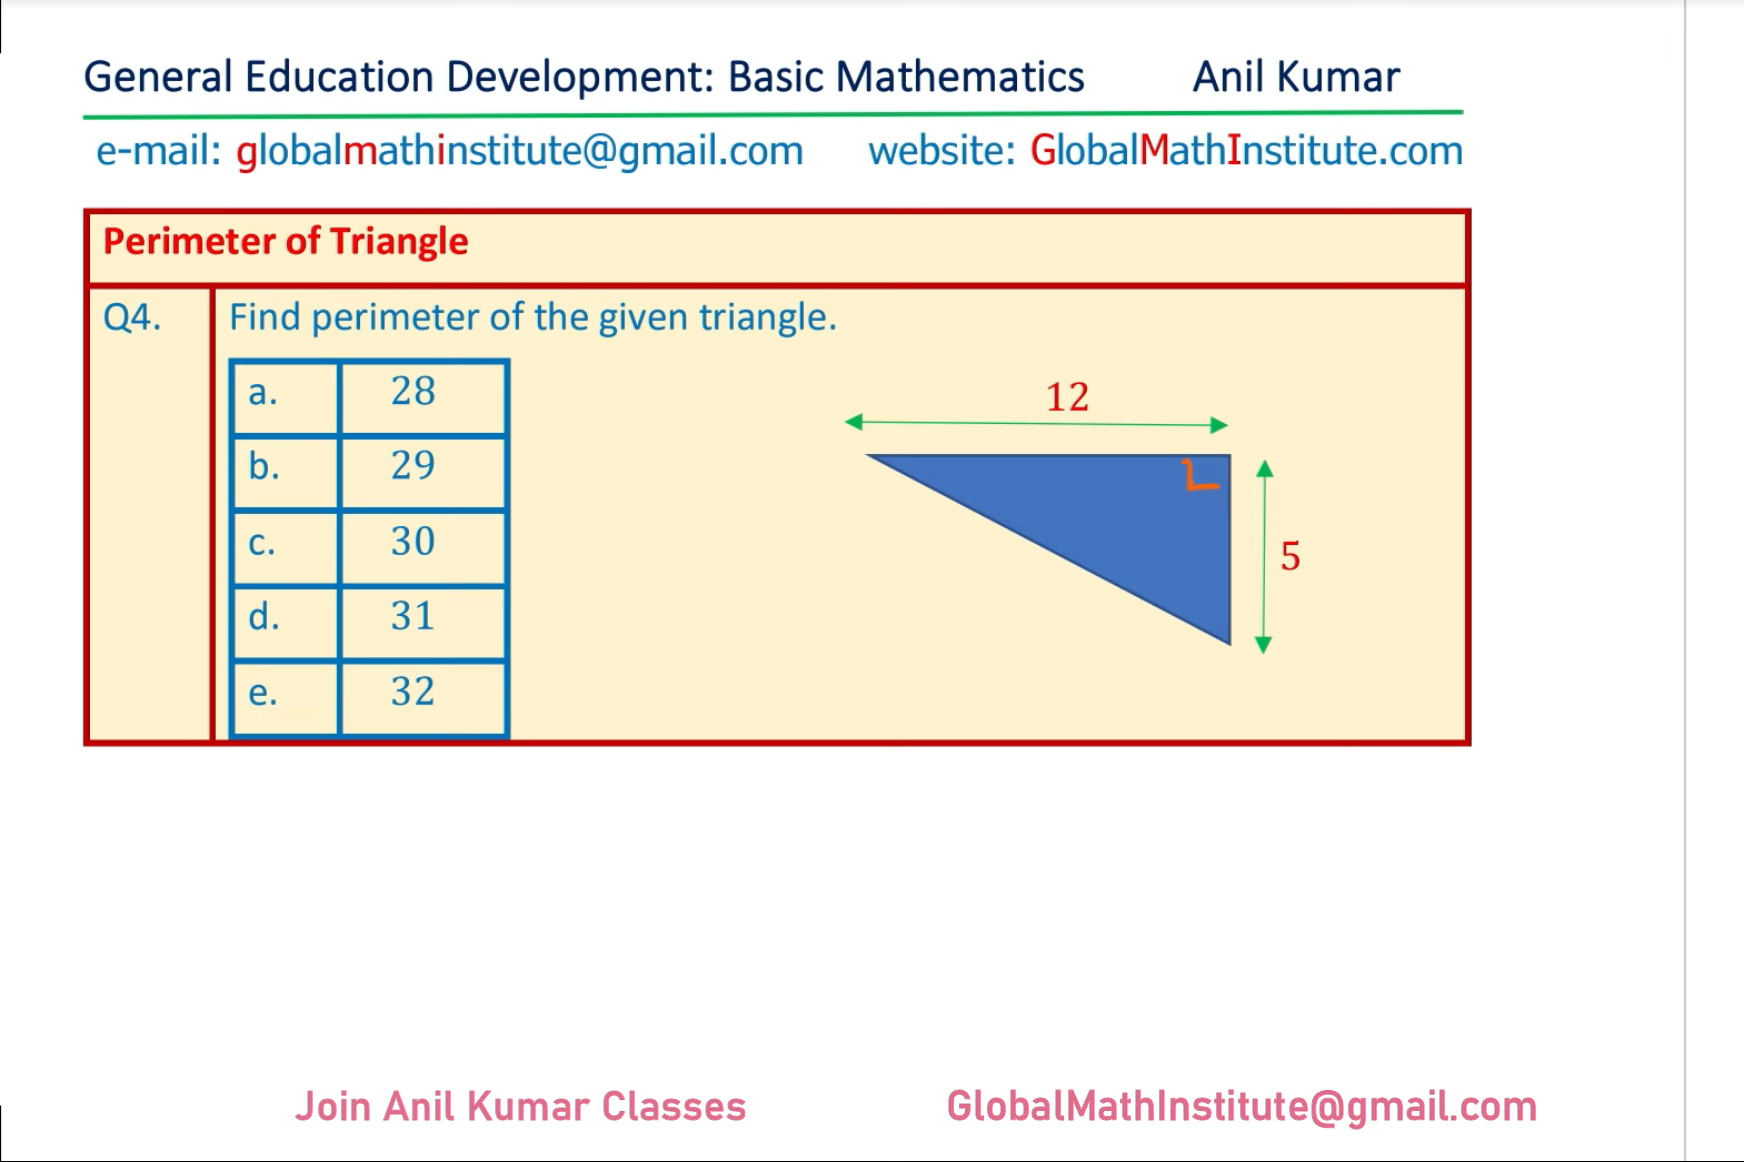 General Education Development: Basic Mathematics Anil Kumar
e-mail: globalmathinstitute@gmail.com website: GlobalMathInstitute.com
Perimeter of Triangle
Q4. Find perimeter of the given triangle.
a. 28
b. 29
c. 30
d. 31
e. 32
12
5
Join Anil Kumar Classes GlobalMathInstitute@gmail.com